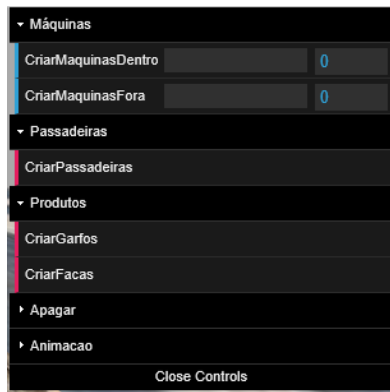 Máquinas
CriarMaquinasDentro 0
CriarMaquinasFora 0
Passadeiras
CriarPassadeiras
Produtos
CriarGarfos
CriarFacas
Apagar
Animacao
Close Controls